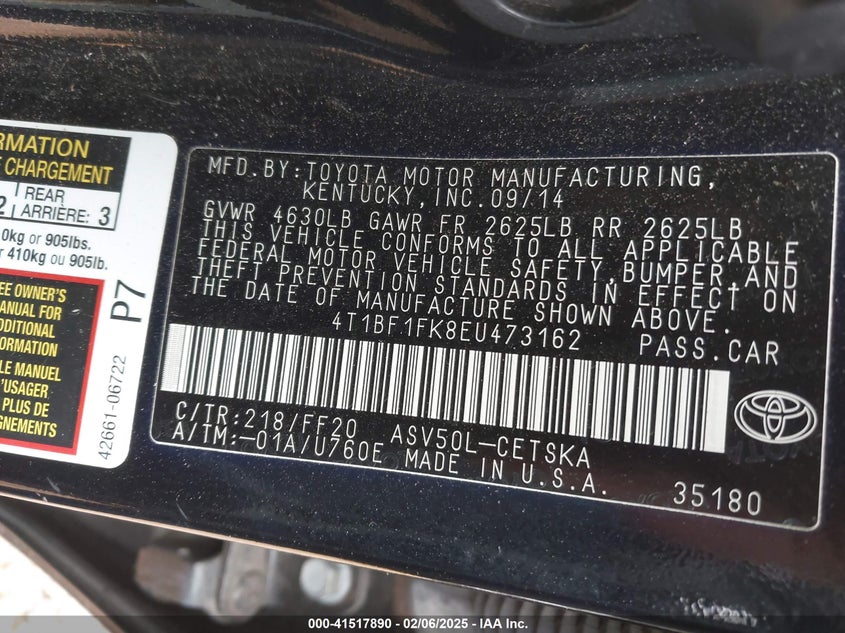 ORMATION
E CHARGEMENT
2 REAR
ARRIÈRE: 3
0kg or 905lbs.
r 410kg ou 905lb.
EE OWNER'S
ANUAL FOR
DDITIONAL
FORMATION
LE MANUEL
'USAGER
PLUS DE
GNEMENTS
P7
42661-06722
MFD.BY:TOYOTA MOTOR MANUFACTURING,
KENTUCKY,INC.09/14
GVWR 4630LB GAWR FR 2625LB RR 2625LB
THIS VEHICLE CONFORMS TO ALL APPLICABLE
FEDERAL MOTOR VEHICLE SAFETY,BUMPER,AND
THEFT PREVENTION STANDARDS IN EFFECT ON
THE DATE OF MANUFACTURE SHOWN ABOVE.
4T1BF1FK8EU473162 PASS.CAR
C/TR:218/FF20 ASV50L-CETSKA
A/TM:-01A/U760E MADE IN U.S.A.
35180
000-41517890 - 02/06/2025 - IAA Inc.